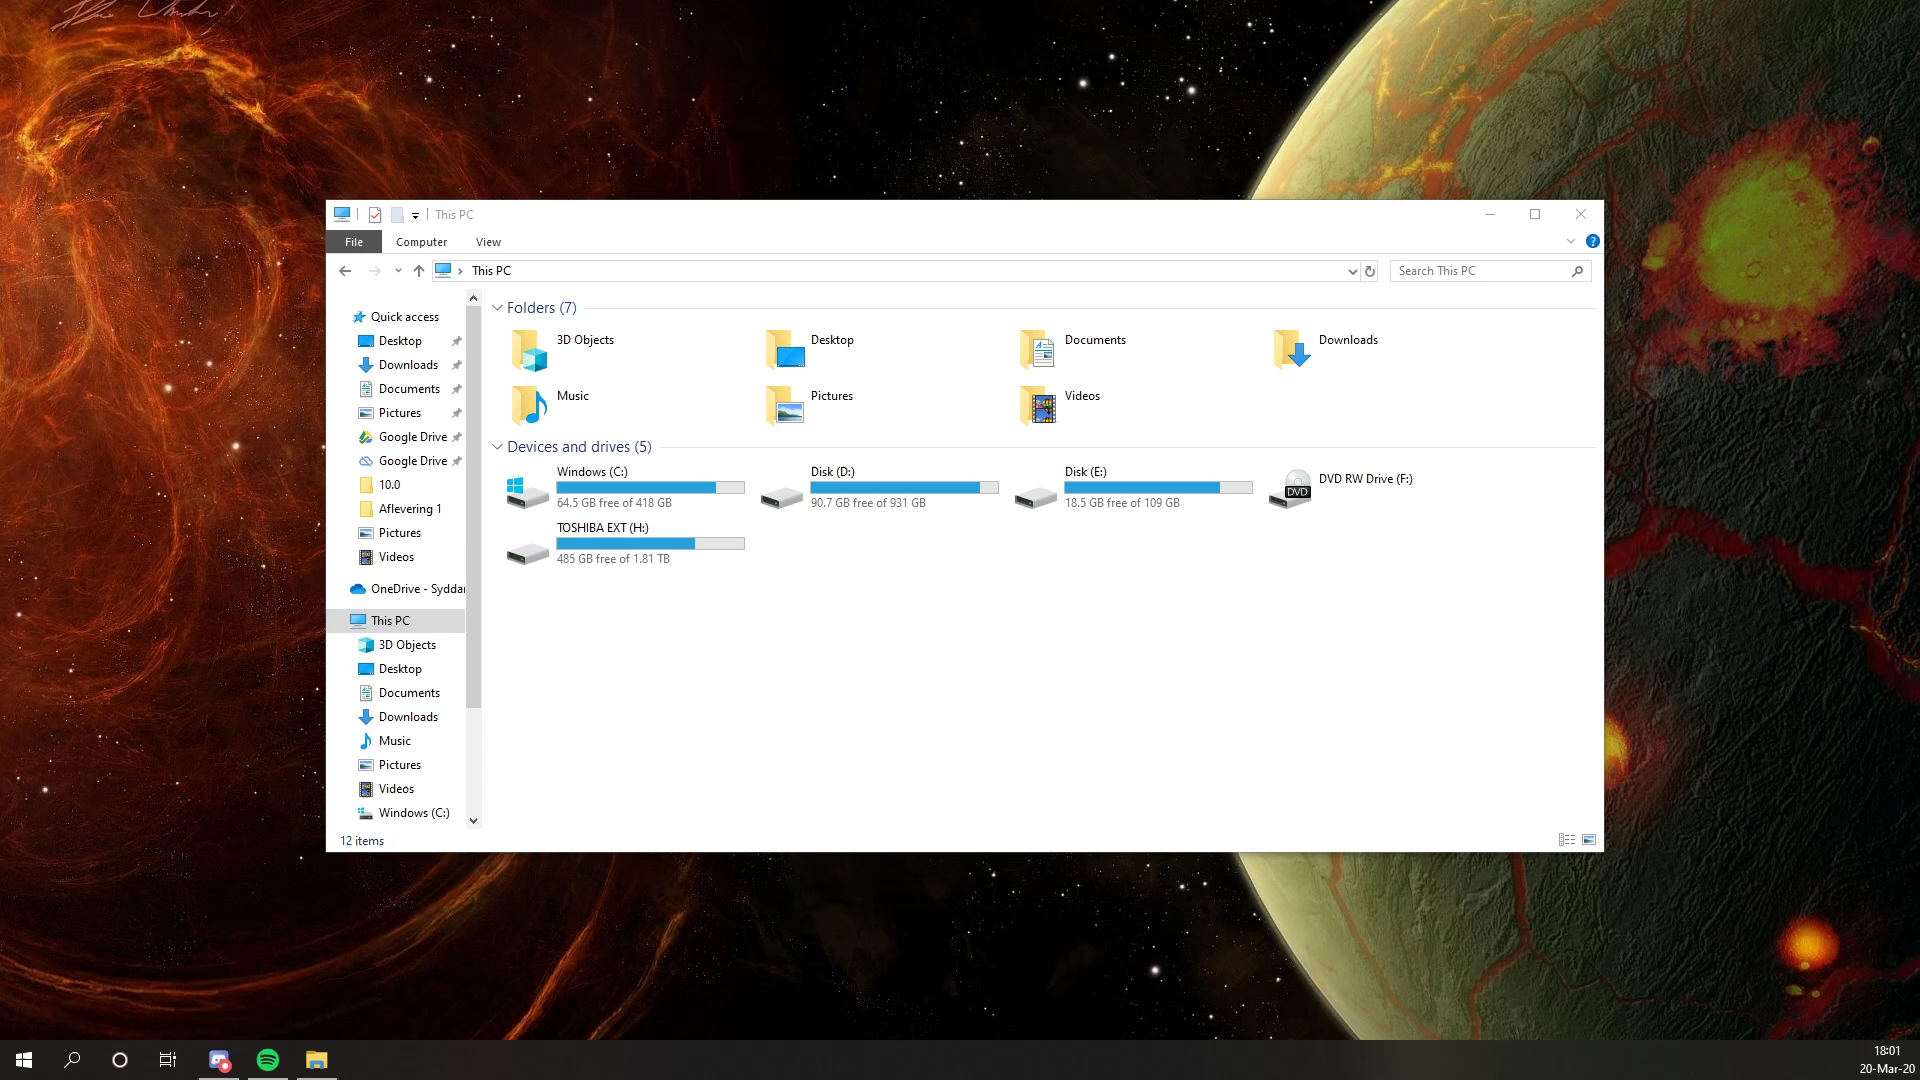 This PC
File
Computer
View
This PC
Search This PC
Quick access
Desktop
Downloads
Documents
Pictures
Google Drive
Google Drive
10.0
Aflevering 1
Pictures
Videos
OneDrive - Syddan
This PC
3D Objects
Desktop
Documents
Downloads
Music
Pictures
Videos
Windows (C:)
Folders (7)
3D Objects
Desktop
Documents
Downloads
Music
Pictures
Videos
Devices and drives (5)
Windows (C:)
64.5 GB free of 418 GB
Disk (D:)
90.7 GB free of 931 GB
Disk (E:)
18.5 GB free of 109 GB
DVD
DVD RW Drive (F:)
TOSHIBA EXT (H:)
485 GB free of 1.81 TB
12 items
18:01
20-Mar-20